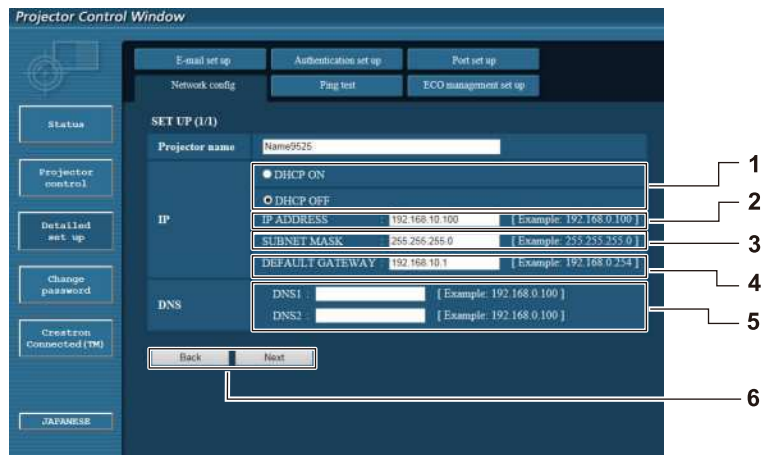 Projector Control Window
E-mail set up
Authentication set up
Port set up
Network config
Ping test
ECO management set up
Status
Projector control
Detailed set up
Change password
Crestron Connected(TM)
JAPANESE
SET UP (1/1)
Projector name Name9525
IP
DHCP ON
DHCP OFF
IP ADDRESS : 192.168.10.100 [ Example: 192.168.0.100 ]
SUBNET MASK : 255.255.255.0 [ Example: 255.255.255.0 ]
DEFAULT GATEWAY : 192.168.10.1 [ Example: 192.168.0.254 ]
DNS
DNS1 : [ Example: 192.168.0.100 ]
DNS2 : [ Example: 192.168.0.100 ]
Back Next
1
2
3
4
5
6